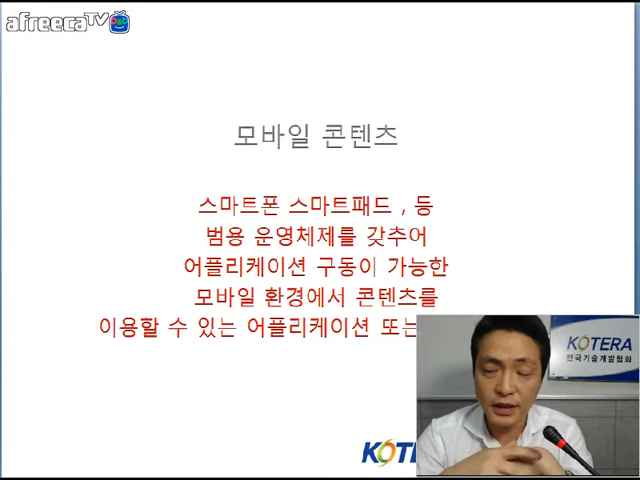 afreecaTV
모바일 콘텐츠
스마트폰 스마트패드 , 등
범용 운영체제를 갖추어
어플리케이션 구동이 가능한
모바일 환경에서 콘텐츠를
이용할 수 있는 어플리케이션 또는
KOTERA
한국기술개발협회
KOTE